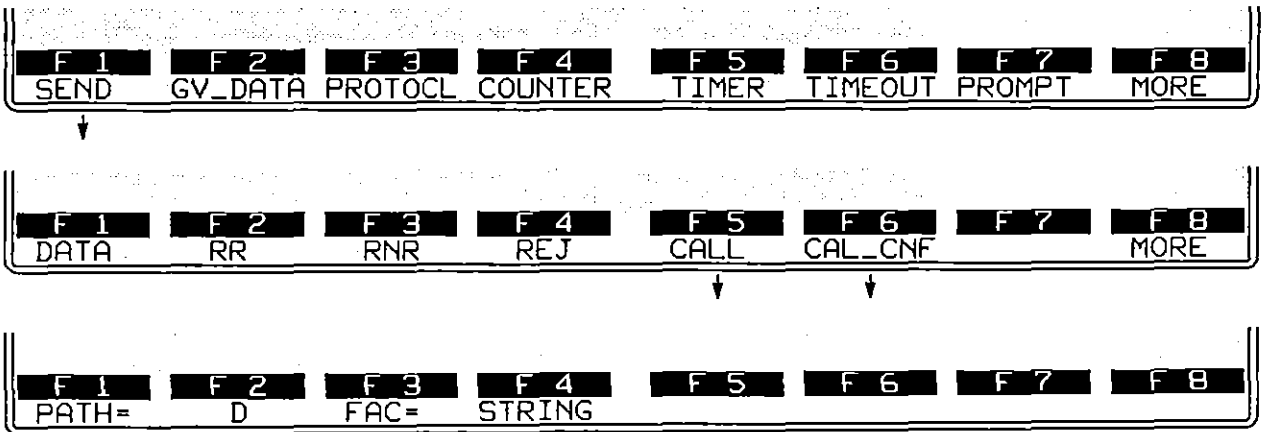 F 1 F 2 F 3 F 4 F 5 F 6 F 7 F 8
SEND GV_DATA PROTOCL COUNTER TIMER TIMEOUT PROMPT MORE
F 1 F 2 F 3 F 4 F 5 F 6 F 7 F 8
DATA RR RNR REJ CALL CAL_CNF MORE
F 1 F 2 F 3 F 4 F 5 F 6 F 7 F 8
PATH= D FAC= STRING